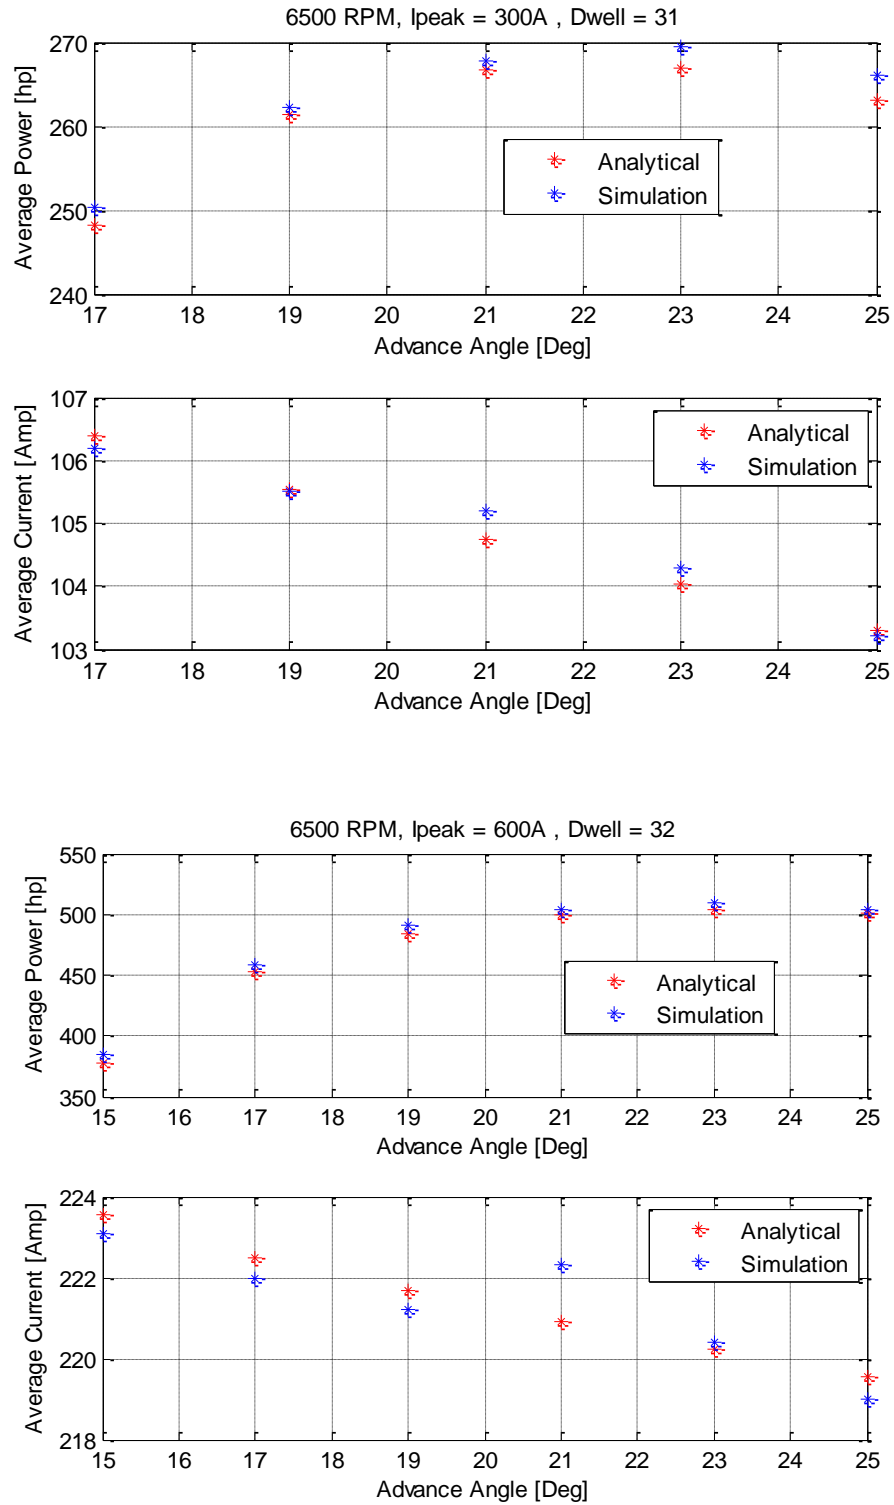 6500 RPM, Ipeak = 300A , Dwell = 31
270
260
250
240
Average Power [hp]
Analytical
Simulation
17 18 19 20 21 22 23 24 25
Advance Angle [Deg]
107
106
105
104
103
Average Current [Amp]
Analytical
Simulation
17 18 19 20 21 22 23 24 25
Advance Angle [Deg]
6500 RPM, Ipeak = 600A , Dwell = 32
550
500
450
400
350
Average Power [hp]
Analytical
Simulation
15 16 17 18 19 20 21 22 23 24 25
Advance Angle [Deg]
224
222
220
218
Average Current [Amp]
Analytical
Simulation
15 16 17 18 19 20 21 22 23 24 25
Advance Angle [Deg]